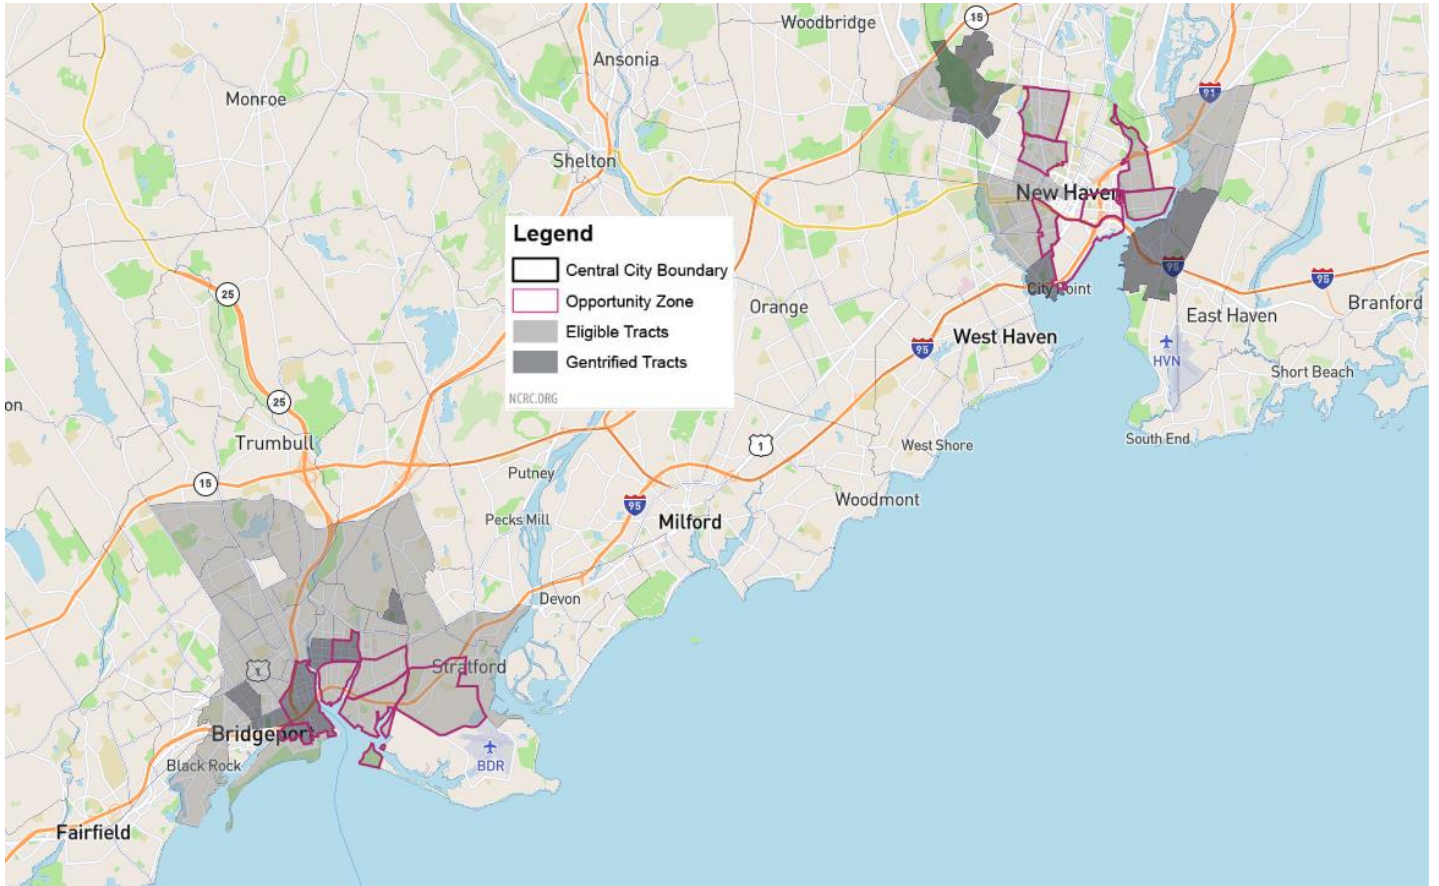 Woodbridge
15
Ansonia
Monroe
91
Shelton
New Haven
Legend
Central City Boundary
Opportunity Zone
Eligible Tracts
Gentrified Tracts
NCRC.ORG
25
95
95
City Point
Orange
Branford
East Haven
West Haven
95
HVN
Short Beach
on
25
Trumbull
1
West Shore
South End
15
Putney
95
Woodmont
Pecks Mill
Milford
Devon
Stratford
1
Bridgeport
Black Rock
BDR
Fairfield